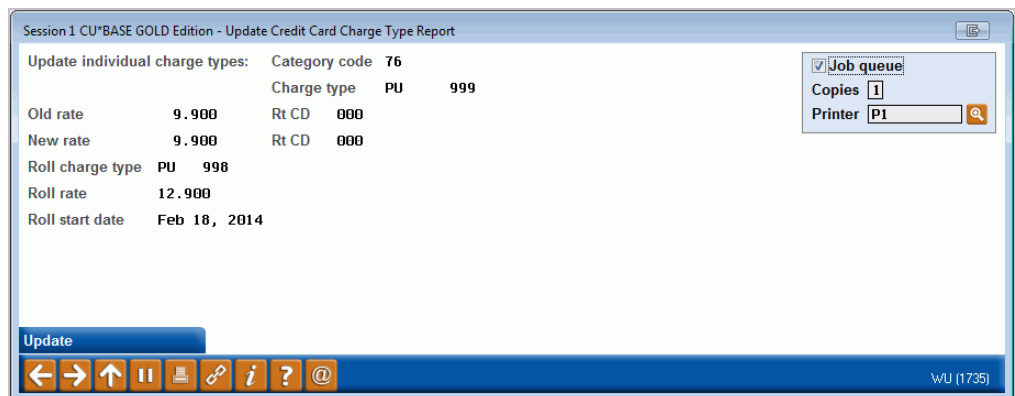 Session 1 CU*BASE GOLD Edition - Update Credit Card Charge Type Report
Update individual charge types: Category code 76
Job queue
Charge type PU 999
Copies 1
Old rate 9.900 Rt CD 000
Printer P1
New rate 9.900 Rt CD 000
Roll charge type PU 998
Roll rate 12.900
Roll start date Feb 18, 2014
Update
i ? @
WU (1735)